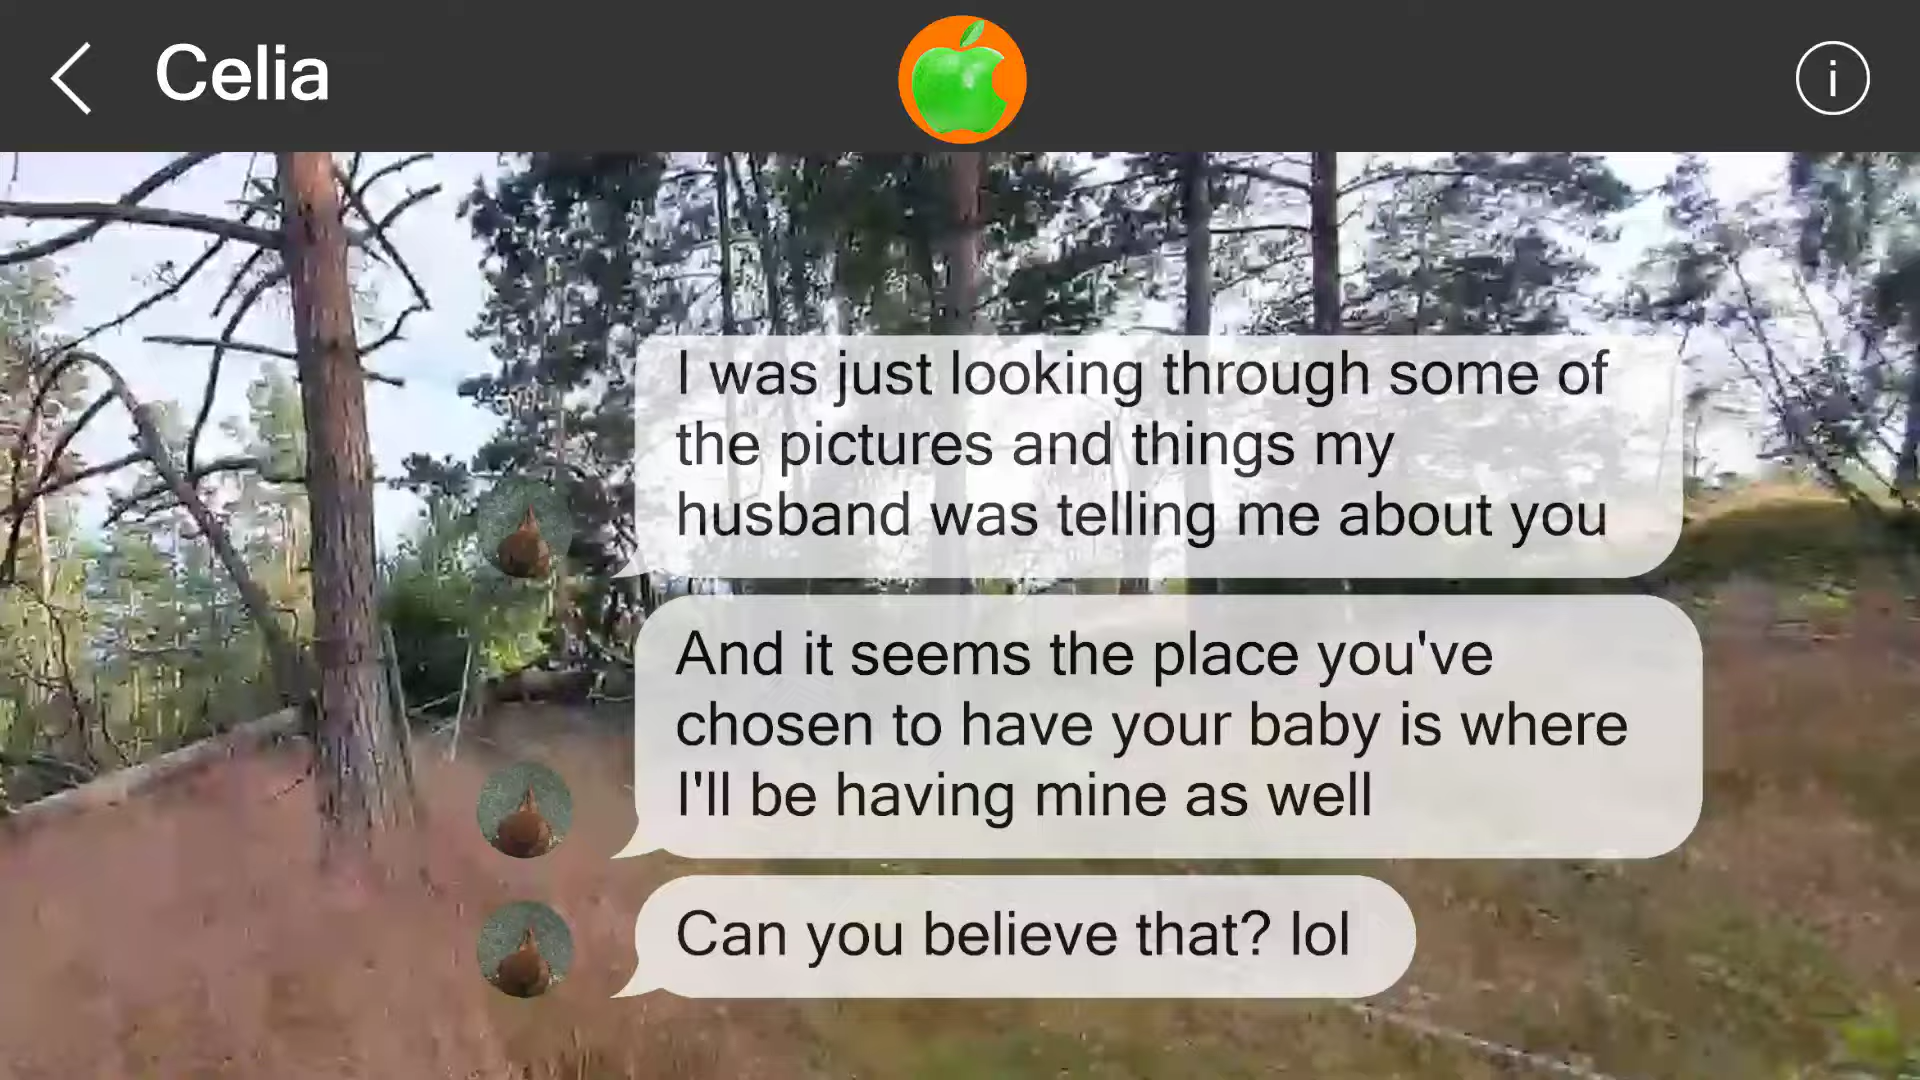 Celia
I was just looking through some of
the pictures and things my
husband was telling me about you
And it seems the place you've
chosen to have your baby is where
I'll be having mine as well
Can you believe that? lol